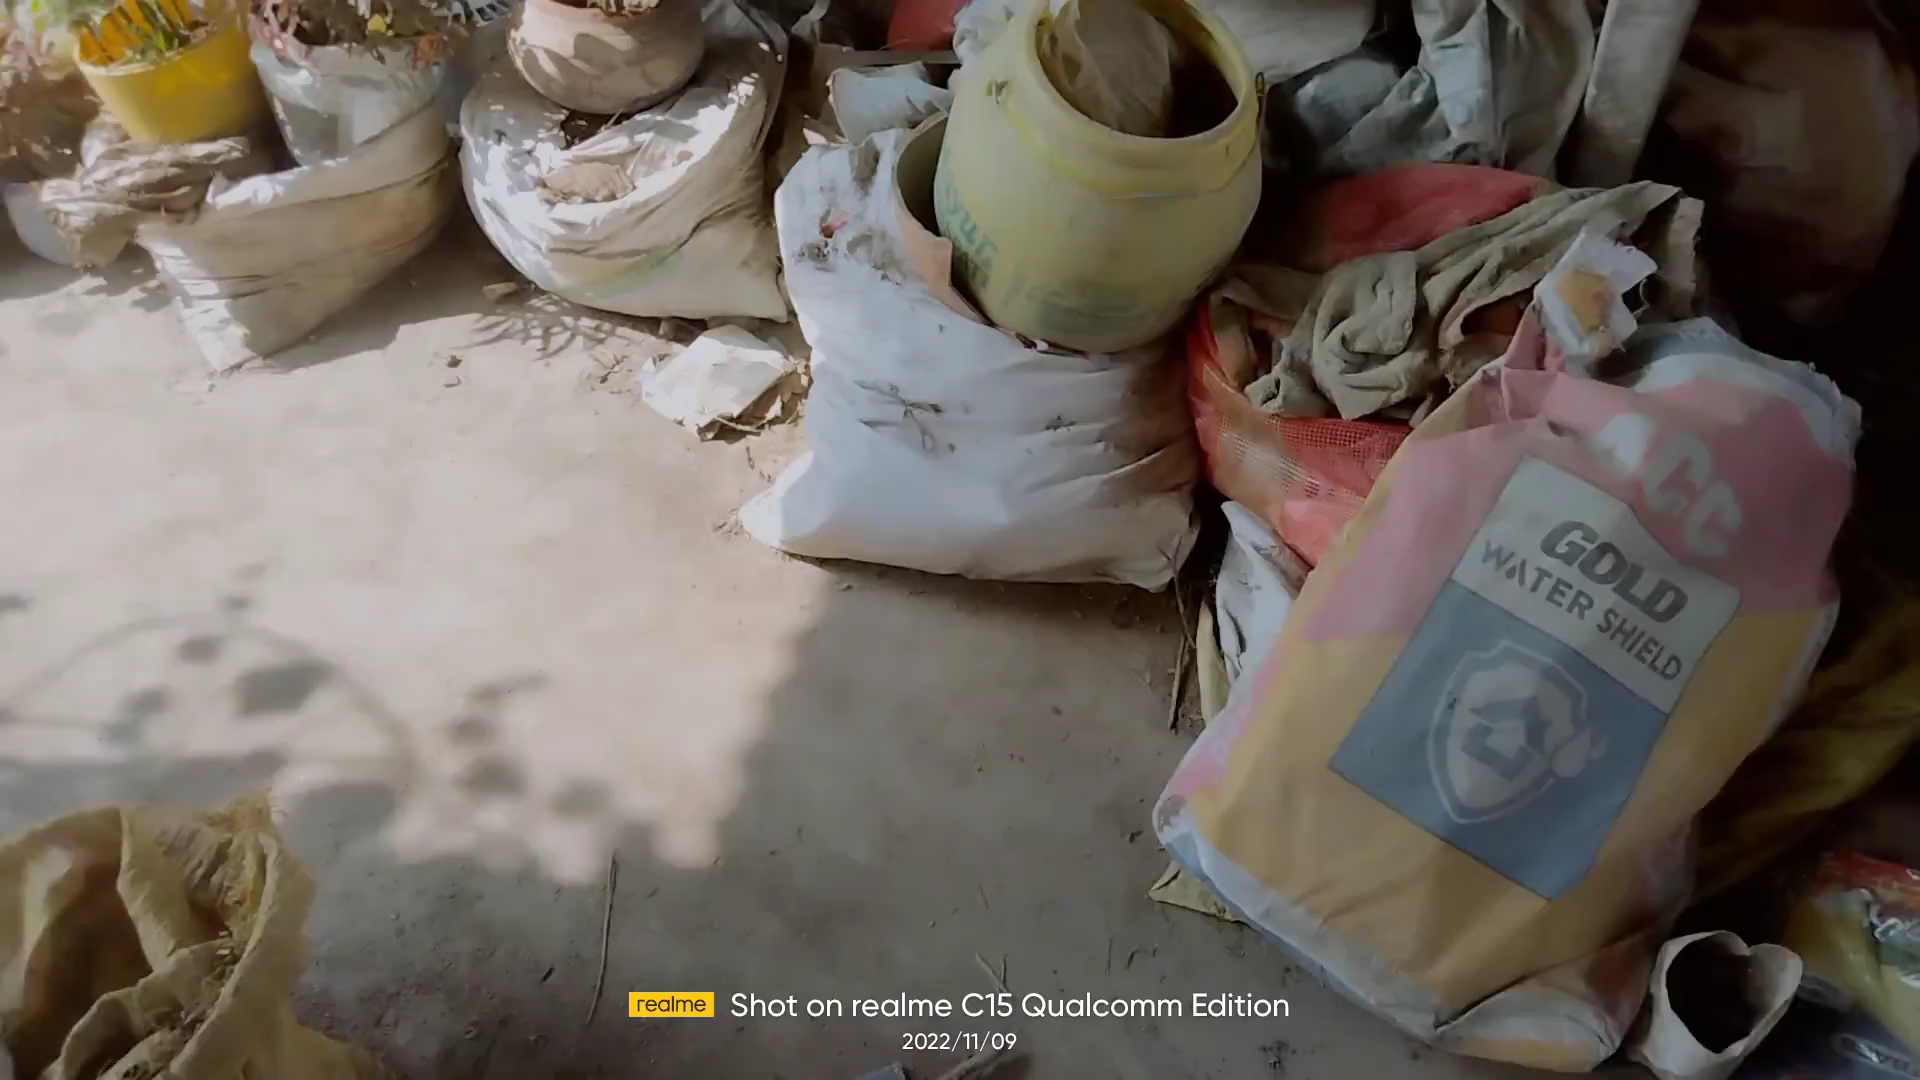 ACC
GOLD
WATER SHIELD
realme Shot on realme C15 Qualcomm Edition
2022/11/09